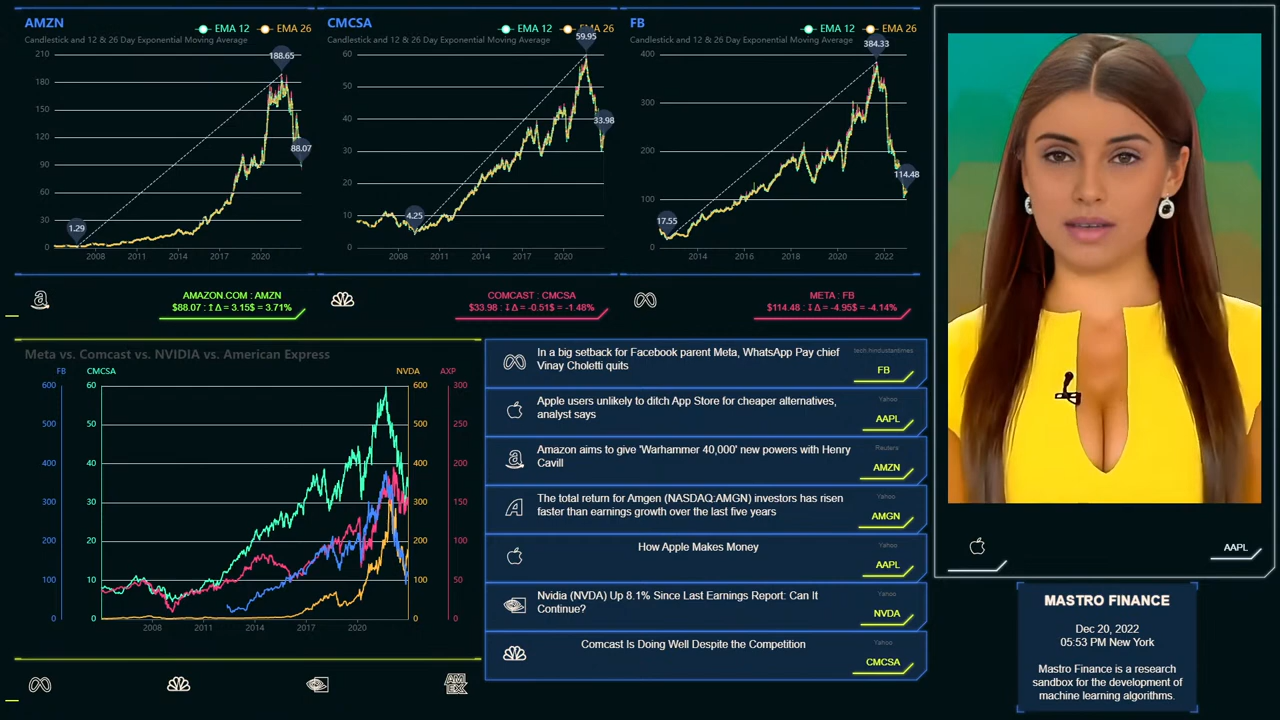 AMZN
EMA 12
EMA 26
Candlestick and 12 & 26 Day Exponential Moving Average
210
180
150
120
90
60
30
0
2008
2011
2014
2017
2020
188.65
88.07
1.29
CMCSA
EMA 12
EMA 26
Candlestick and 12 & 26 Day Exponential Moving Average
60
50
40
30
20
10
0
2008
2011
2014
2017
2020
59.95
33.98
4.25
FB
EMA 12
EMA 26
Candlestick and 12 & 26 Day Exponential Moving Average
400
300
200
100
0
2014
2016
2018
2020
2022
384.33
114.48
17.55
AMAZON.COM : AMZN
$88.07 : I Δ = 3.15$ = 3.71%
COMCAST : CMCSA
$33.98 : I Δ = -0.51$ = -1.48%
META : FB
$114.48 : I Δ = -4.95$ = -4.14%
Meta vs. Comcast vs. NVIDIA vs. American Express
FB
CMCSA
NVDA
AXP
600
500
400
300
200
100
0
60
50
40
30
20
10
0
600
500
400
300
200
100
0
300
250
200
150
100
50
0
2008
2011
2014
2017
2020
AM
EX
In a big setback for Facebook parent Meta, WhatsApp Pay chief
Vinay Choletti quits
tech.hindustantimes
FB
Apple users unlikely to ditch App Store for cheaper alternatives,
analyst says
Yahoo
AAPL
Amazon aims to give 'Warhammer 40,000' new powers with Henry
Cavill
Reuters
AMZN
The total return for Amgen (NASDAQ:AMGN) investors has risen
faster than earnings growth over the last five years
Yahoo
AMGN
How Apple Makes Money
Yahoo
AAPL
Nvidia (NVDA) Up 8.1% Since Last Earnings Report: Can It
Continue?
Yahoo
NVDA
Comcast Is Doing Well Despite the Competition
Yahoo
CMCSA
AAPL
MASTRO FINANCE
Dec 20, 2022
05:53 PM New York
Mastro Finance is a research
sandbox for the development of
machine learning algorithms.